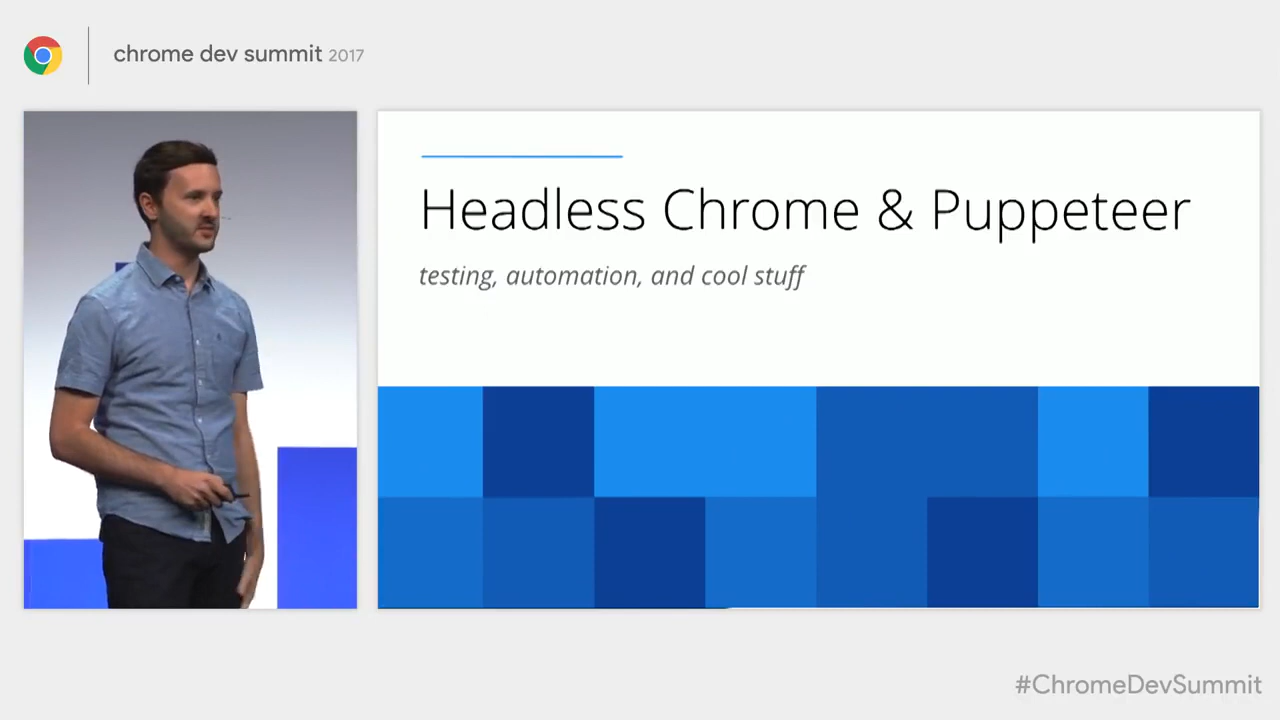 chrome dev summit 2017
Headless Chrome & Puppeteer
testing, automation, and cool stuff
#ChromeDevSummit